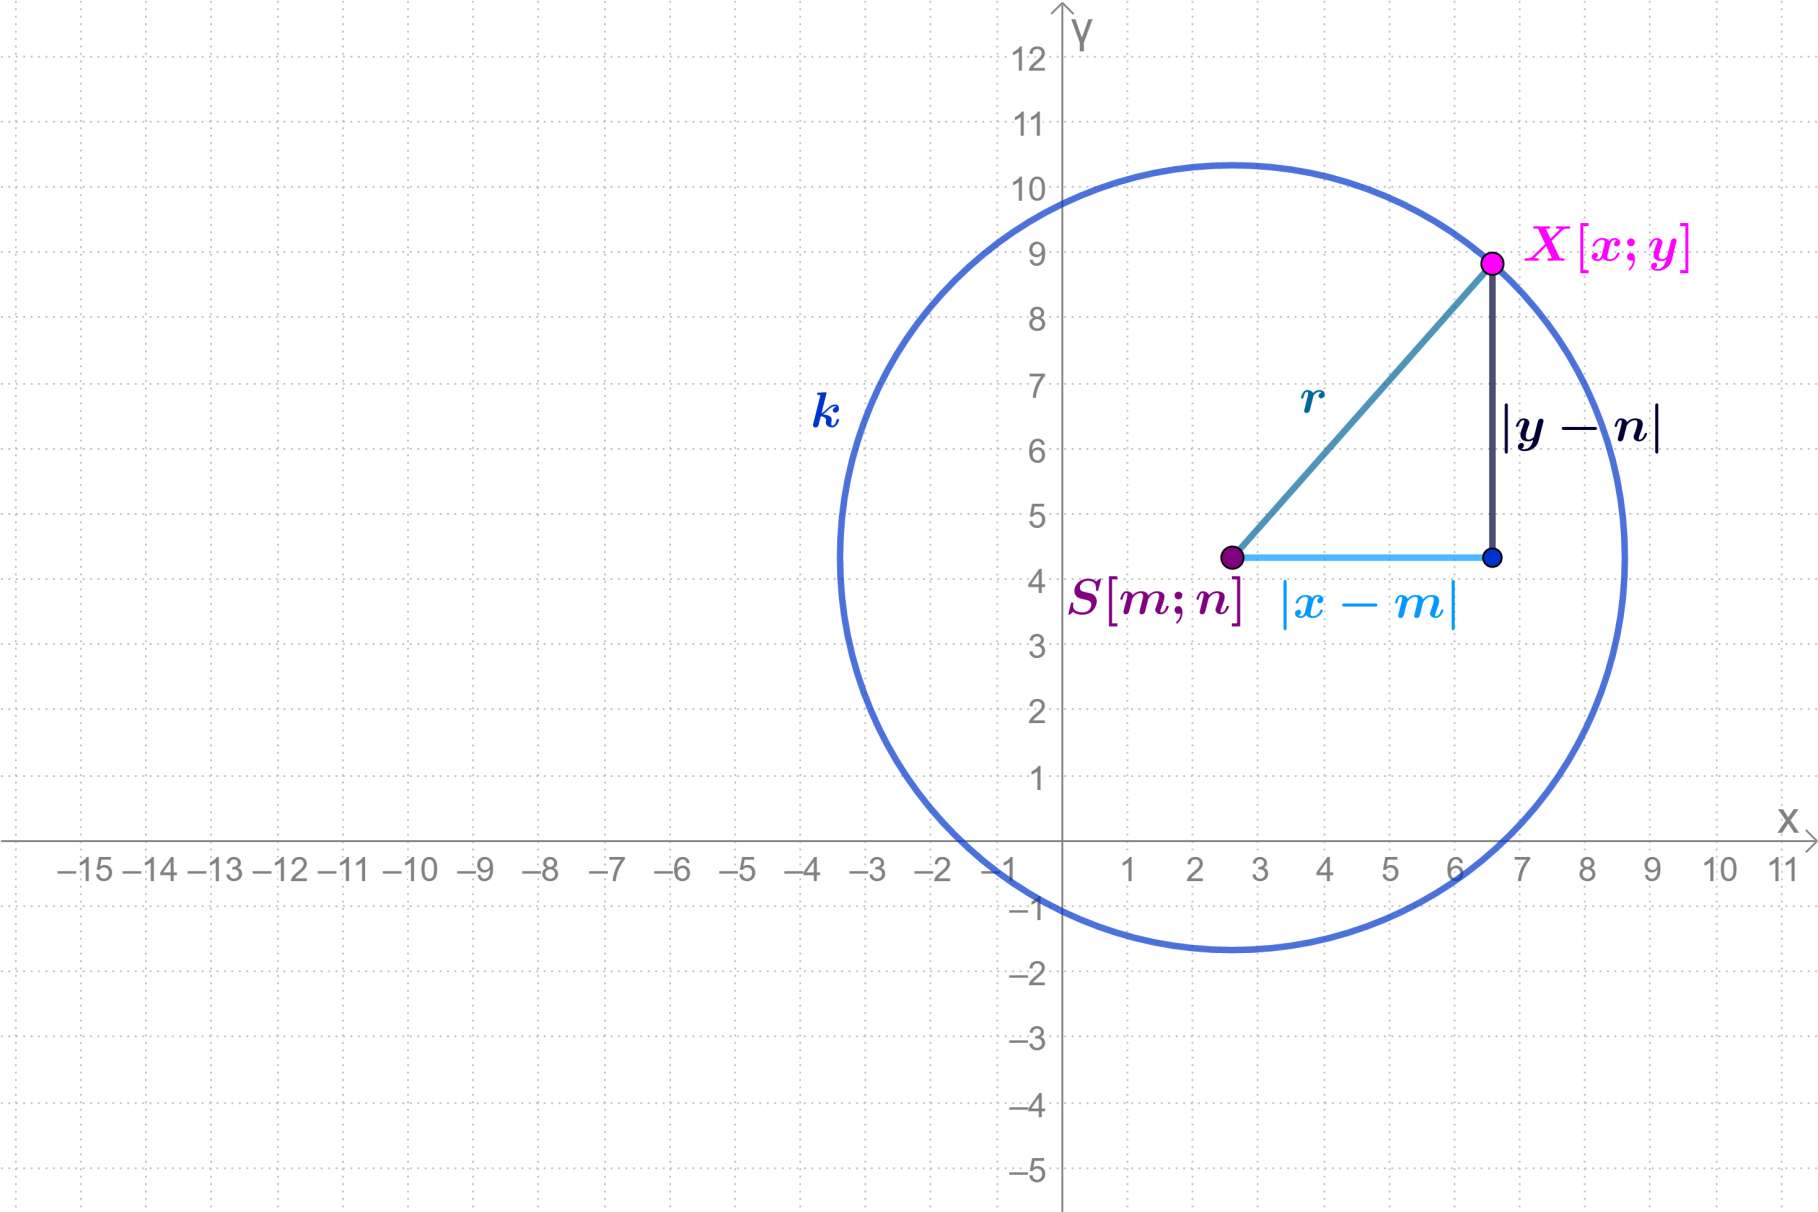 y
12
11
10
9
X[x; y]
8
7
r
k
|y − n|
6
5
4
S[m; n]
|x − m|
3
2
1
x
–15 –14 –13 –12 –11 –10 –9 –8 –7 –6 –5 –4 –3 –2 –1 1 2 3 4 5 6 7 8 9 10 11
–1
–2
–3
–4
–5